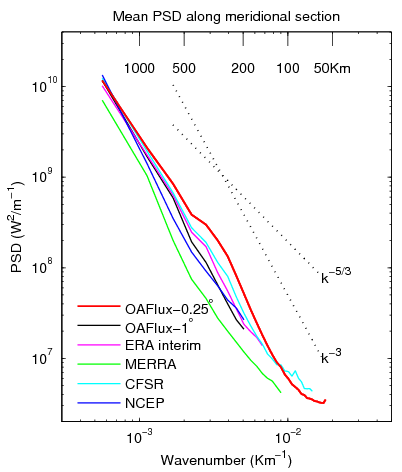 Mean PSD along meridional section
1000 500 200 100 50Km
10^10
10^9
10^8
10^7
PSD (W^2/m^−1)
k^−5/3
k^−3
OAFlux−0.25°
OAFlux−1°
ERA interim
MERRA
CFSR
NCEP
10^−3 10^−2
Wavenumber (Km^−1)